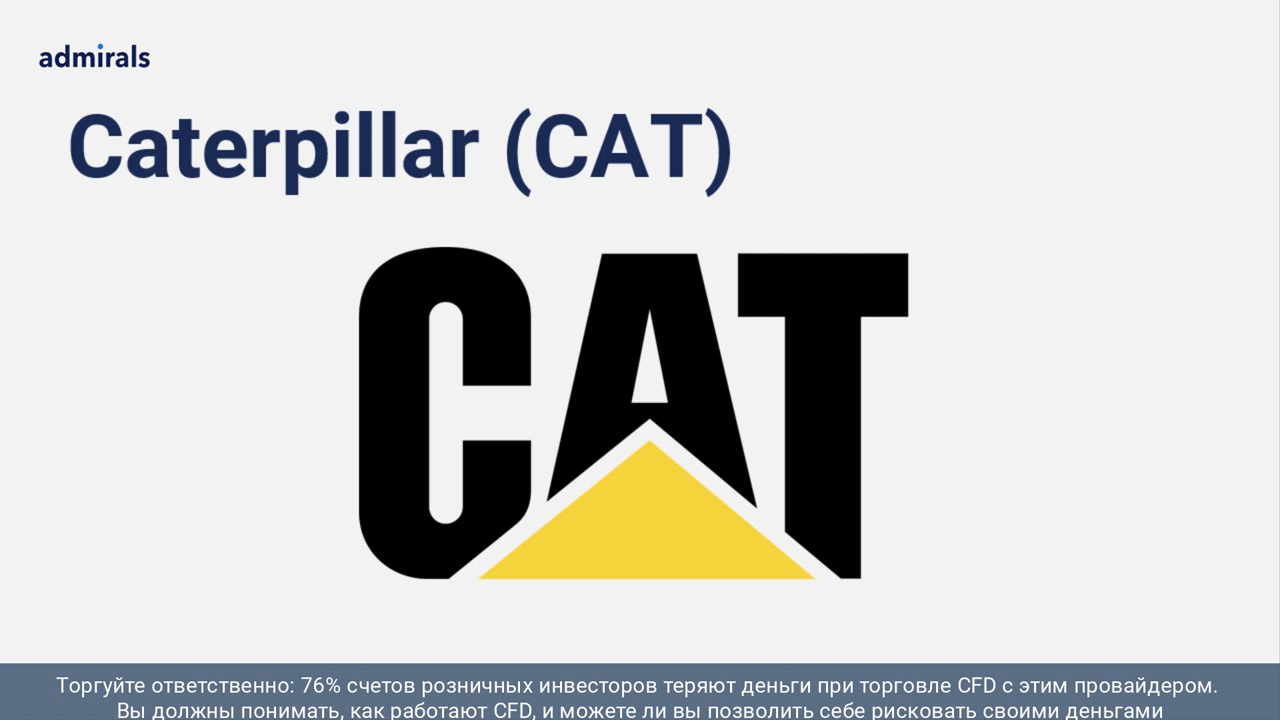 admirals
Caterpillar (CAT)
CAT
Торгуйте ответственно: 76% счетов розничных инвесторов теряют деньги при торговле CFD с этим провайдером.
Вы должны понимать, как работают CFD, и можете ли вы позволить себе рисковать своими деньгами